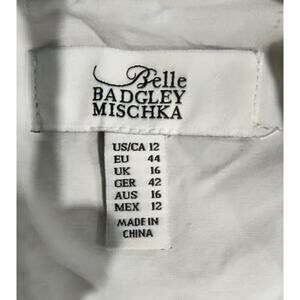 Belle
BADGLEY
MISCHKA
US/CA 12
EU 44
UK 16
GER 42
AUS 16
MEX 12
MADE IN
CHINA